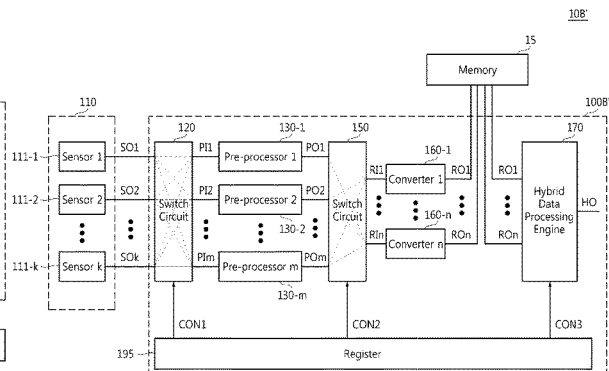 10B'
15
Memory
100B'
110
120
130-1
150
160-1
170
111-1
Sensor 1
SO1
PI1
Pre-processor 1
PO1
RI1
Converter 1
RO1
RO1
111-2
Sensor 2
SO2
Switch
Circuit
PI2
Pre-processor 2
130-2
PO2
Switch
Circuit
Hybrid
Data
Processing
Engine
HO
RIn
Converter n
ROn
ROn
160-n
111-k
Sensor k
SOk
PIm
Pre-processor m
130-m
POm
CON1
CON2
CON3
195
Register